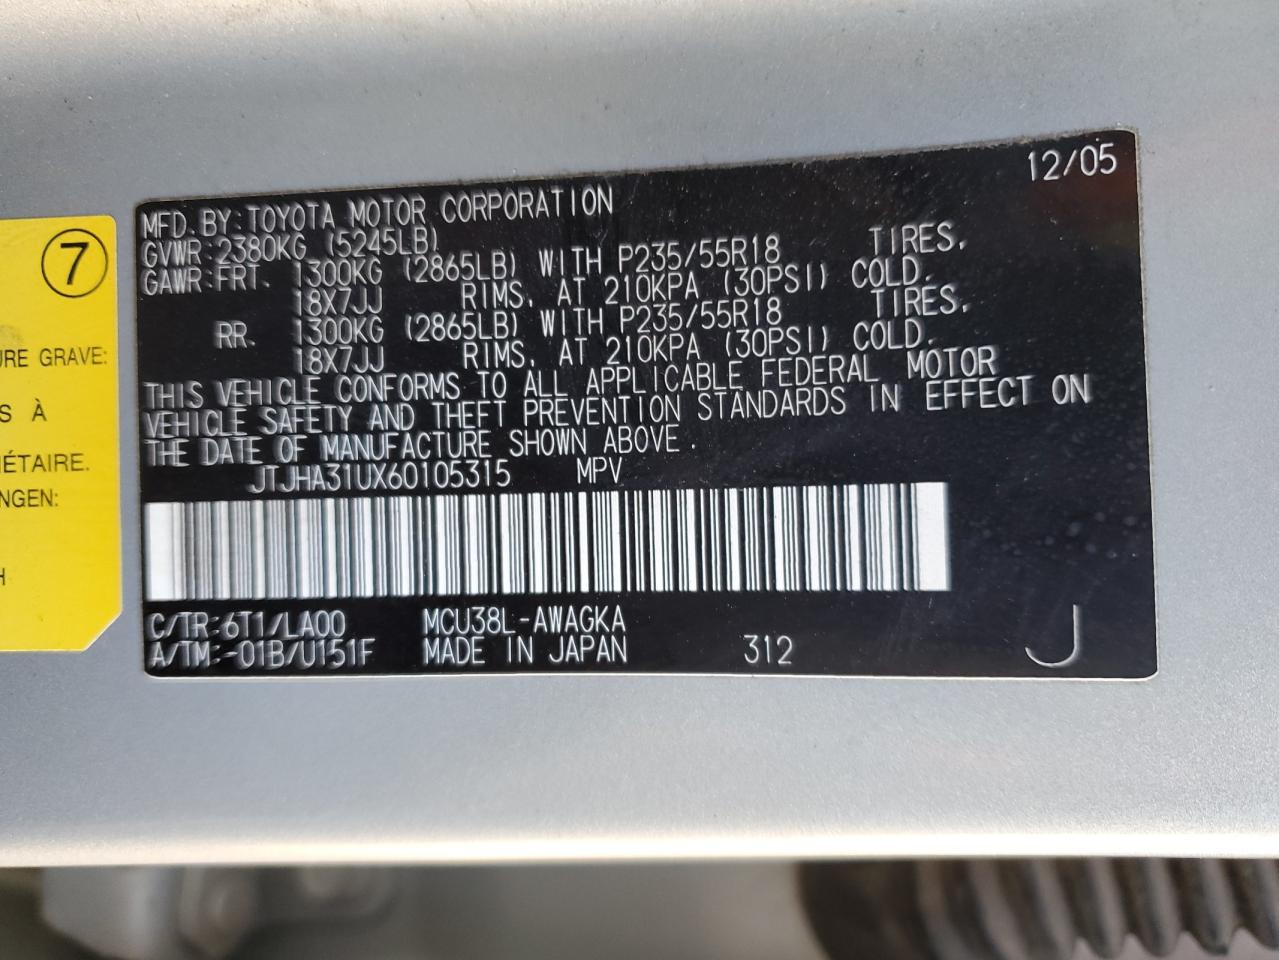 12/05
MFD. BY: TOYOTA MOTOR CORPORATION
GVWR: 2380KG (5245LB)
GAWR: FRT. 1300KG (2865LB) WITH P235/55R18 TIRES,
18X7JJ RIMS, AT 210KPA (30PSI) COLD.
RR. 1300KG (2865LB) WITH P235/55R18 TIRES,
18X7JJ RIMS, AT 210KPA (30PSI) COLD.
THIS VEHICLE CONFORMS TO ALL APPLICABLE FEDERAL MOTOR
VEHICLE SAFETY AND THEFT PREVENTION STANDARDS IN EFFECT ON
THE DATE OF MANUFACTURE SHOWN ABOVE.
JTJHA31UX60105315 MPV
C/TR: 6T1/LA00 MCU38L-AWAGKA
A/TM: -01B/U151F MADE IN JAPAN 312 J
7
URE GRAVE:
S À
IÉTAIRE.
NGEN:
H